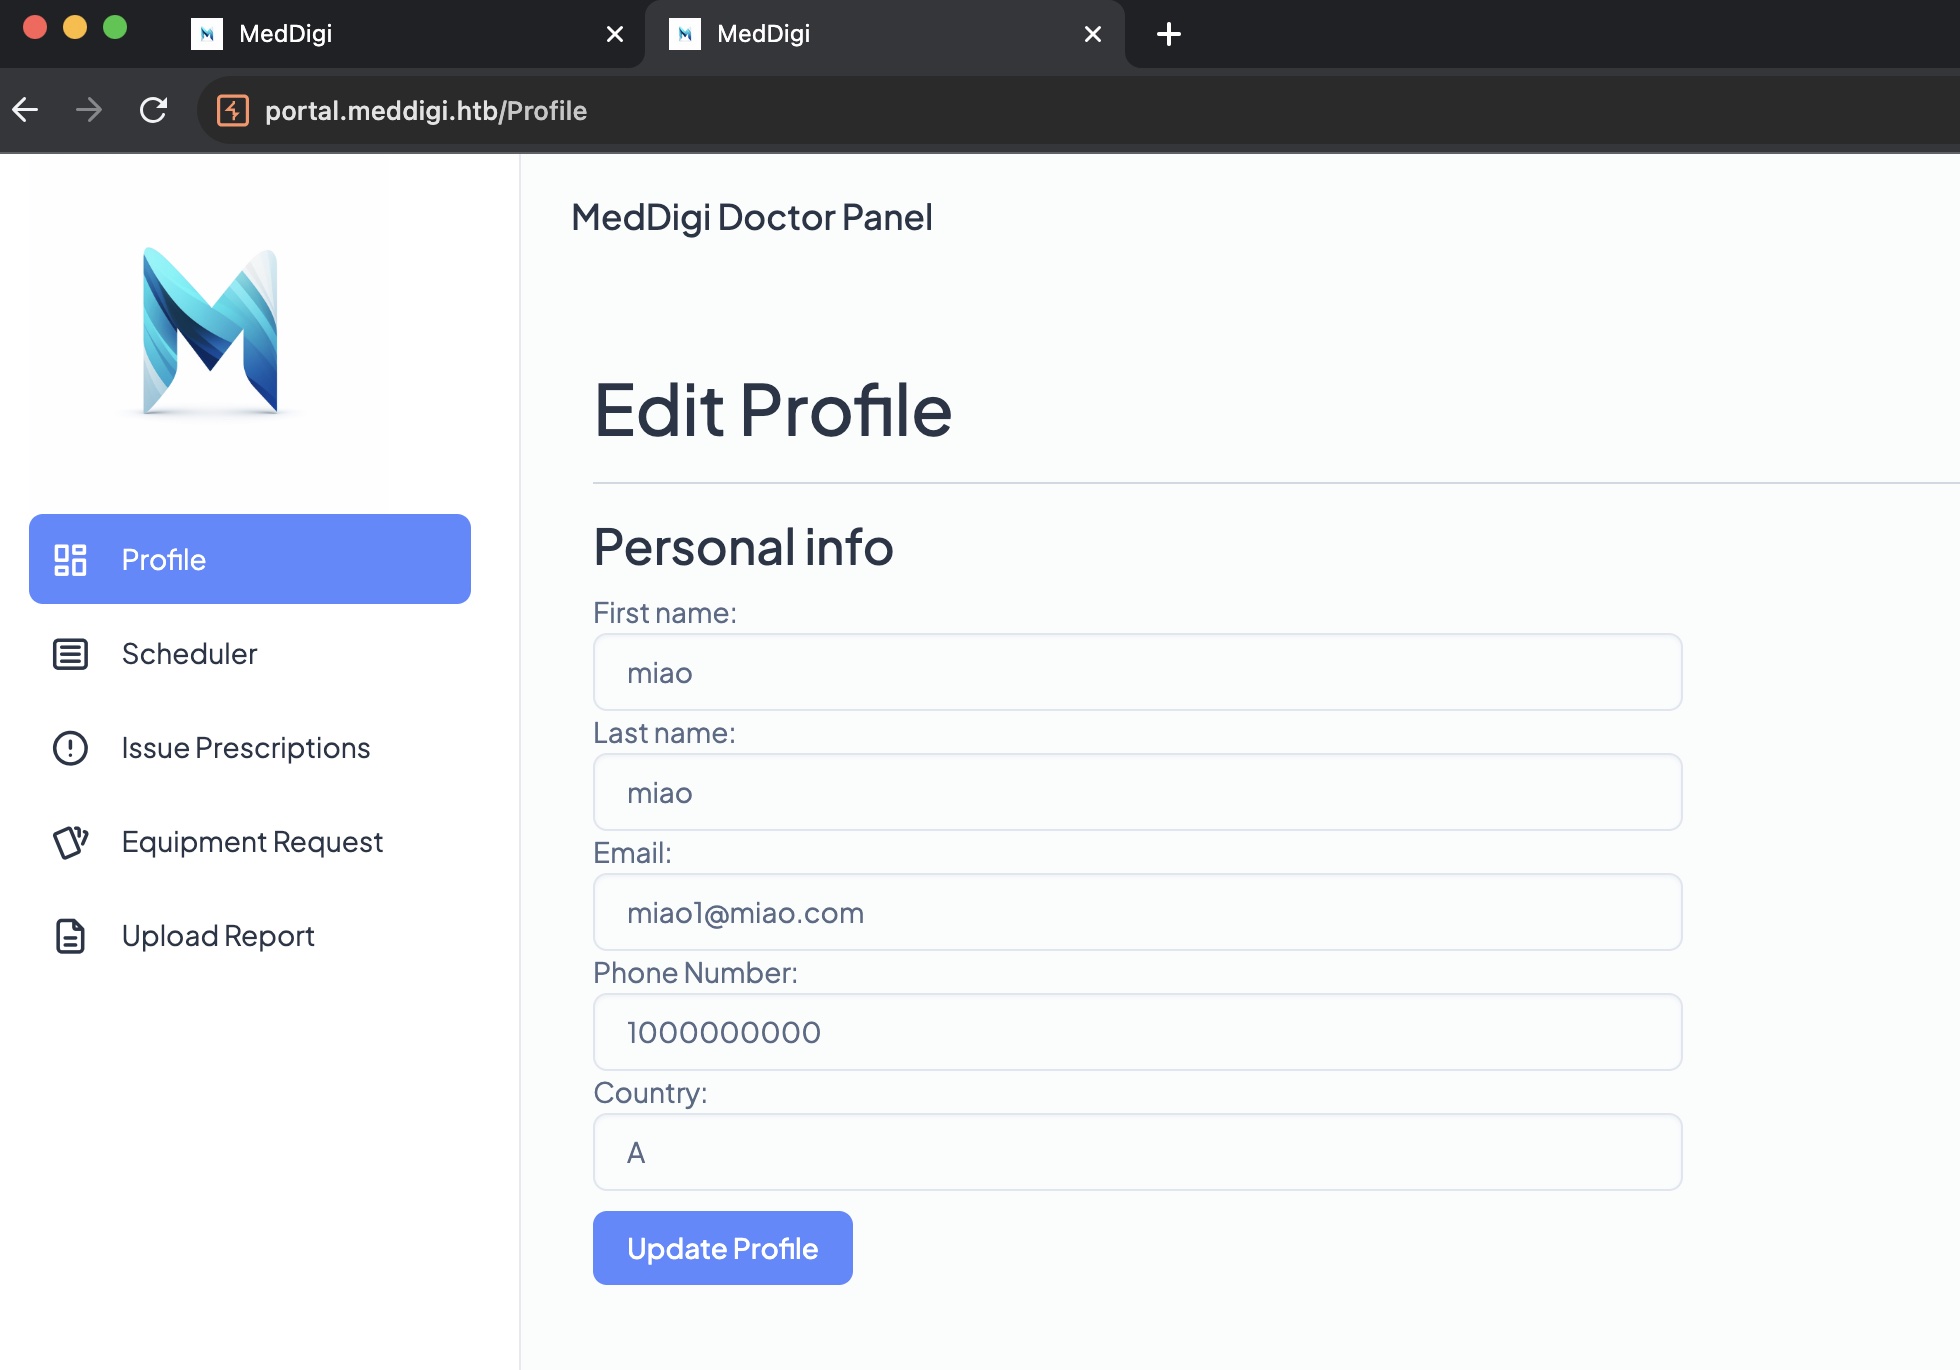 MedDigi
MedDigi
portal.meddigi.htb/Profile
MedDigi Doctor Panel
Profile
Scheduler
Issue Prescriptions
Equipment Request
Upload Report
Edit Profile
Personal info
First name:
miao
Last name:
miao
Email:
miao1@miao.com
Phone Number:
1000000000
Country:
A
Update Profile